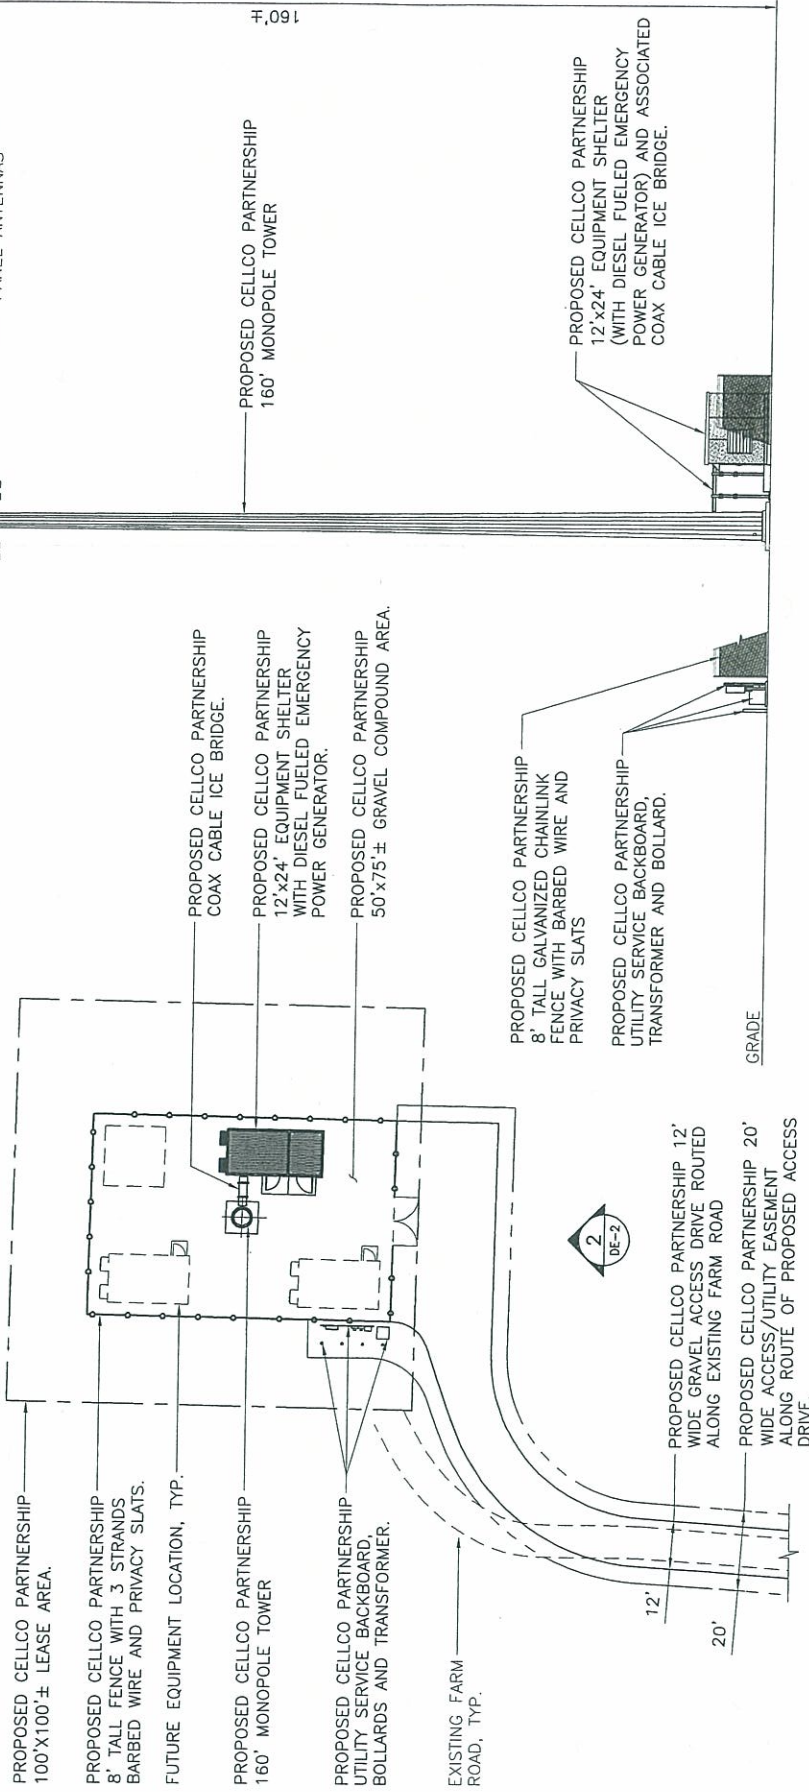 PROPOSED CELLCO PARTNERSHIP
100'X100'± LEASE AREA.
PROPOSED CELLCO PARTNERSHIP
8' TALL FENCE WITH 3 STRANDS
BARBED WIRE AND PRIVACY SLATS.
FUTURE EQUIPMENT LOCATION, TYP.
PROPOSED CELLCO PARTNERSHIP
160' MONOPOLE TOWER
PROPOSED CELLCO PARTNERSHIP
UTILITY SERVICE BACKBOARD,
BOLLARDS AND TRANSFORMER.
EXISTING FARM
ROAD, TYP.
12'
20'
PROPOSED CELLCO PARTNERSHIP
COAX CABLE ICE BRIDGE.
PROPOSED CELLCO PARTNERSHIP
12'x24' EQUIPMENT SHELTER
WITH DIESEL FUELED EMERGENCY
POWER GENERATOR.
PROPOSED CELLCO PARTNERSHIP
50'x75'± GRAVEL COMPOUND AREA.
2
DE-2
PROPOSED CELLCO PARTNERSHIP 12'
WIDE GRAVEL ACCESS DRIVE ROUTED
ALONG EXISTING FARM ROAD
PROPOSED CELLCO PARTNERSHIP 20'
WIDE ACCESS/UTILITY EASEMENT
ALONG ROUTE OF PROPOSED ACCESS
DRIVE.
PANEL ANTENNAS
160'±
PROPOSED CELLCO PARTNERSHIP
160' MONOPOLE TOWER
PROPOSED CELLCO PARTNERSHIP
12'x24' EQUIPMENT SHELTER
(WITH DIESEL FUELED EMERGENCY
POWER GENERATOR) AND ASSOCIATED
COAX CABLE ICE BRIDGE.
PROPOSED CELLCO PARTNERSHIP
8' TALL GALVANIZED CHAINLINK
FENCE WITH BARBED WIRE AND
PRIVACY SLATS
PROPOSED CELLCO PARTNERSHIP
UTILITY SERVICE BACKBOARD,
TRANSFORMER AND BOLLARD.
GRADE